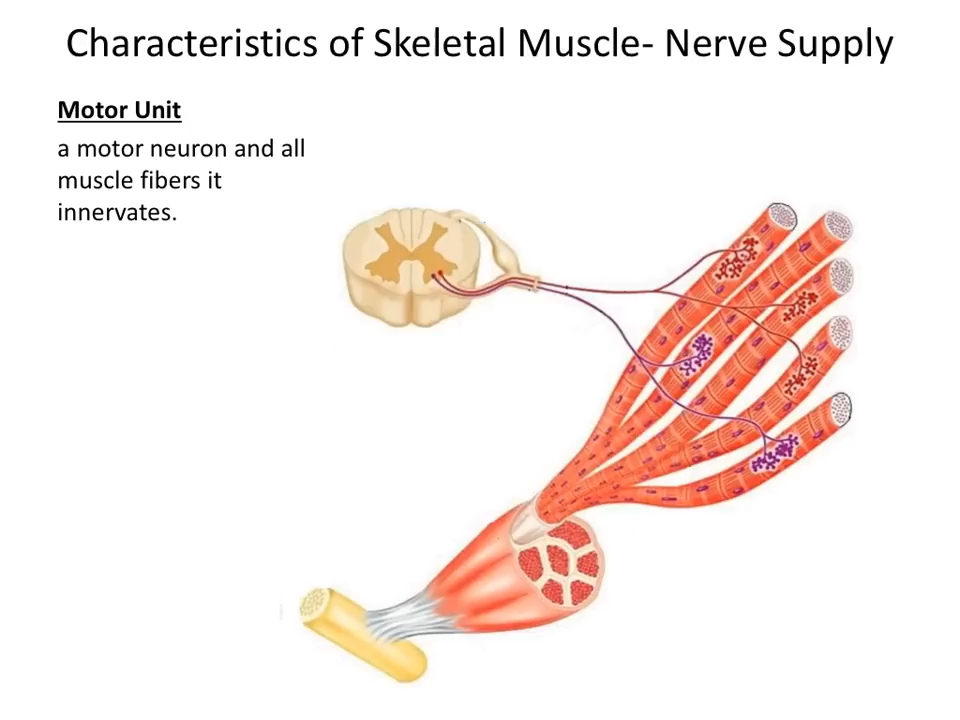 Characteristics of Skeletal Muscle- Nerve Supply
Motor Unit
a motor neuron and all
muscle fibers it
innervates.